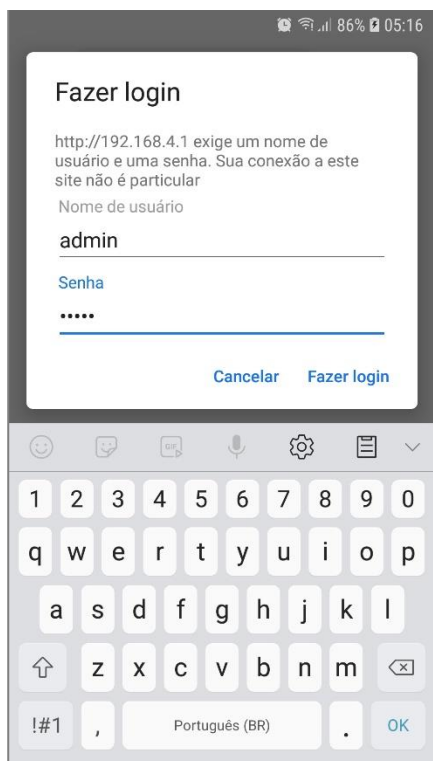 86% 05:16
Fazer login
http://192.168.4.1 exige um nome de
usuário e uma senha. Sua conexão a este
site não é particular
Nome de usuário
admin
Senha
•••••
Cancelar Fazer login
GIF
1 2 3 4 5 6 7 8 9 0
q w e r t y u i o p
a s d f g h j k l
z x c v b n m
!#1 , Português (BR) . OK